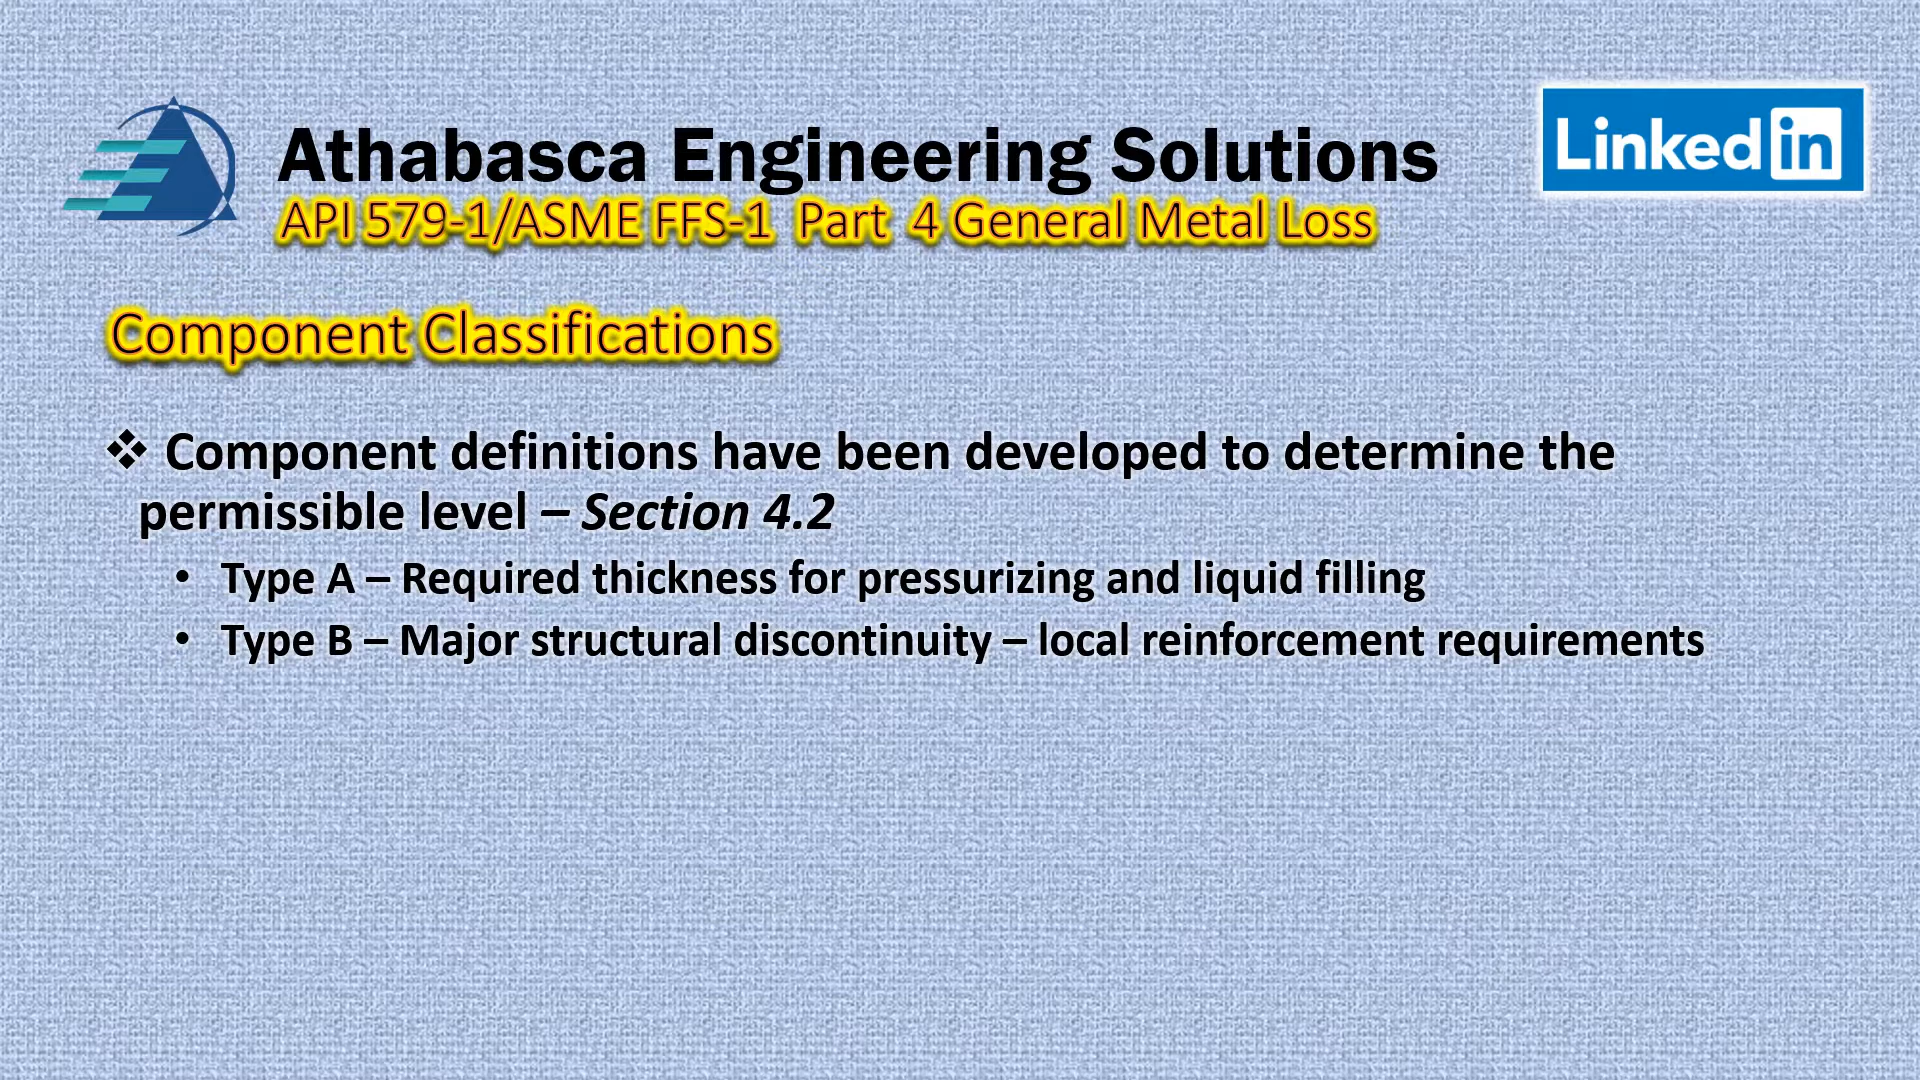 Athabasca Engineering Solutions
Linked in
API 579-1/ASME FFS-1 Part 4 General Metal Loss
Component Classifications
❖ Component definitions have been developed to determine the
permissible level – Section 4.2
• Type A – Required thickness for pressurizing and liquid filling
• Type B – Major structural discontinuity – local reinforcement requirements